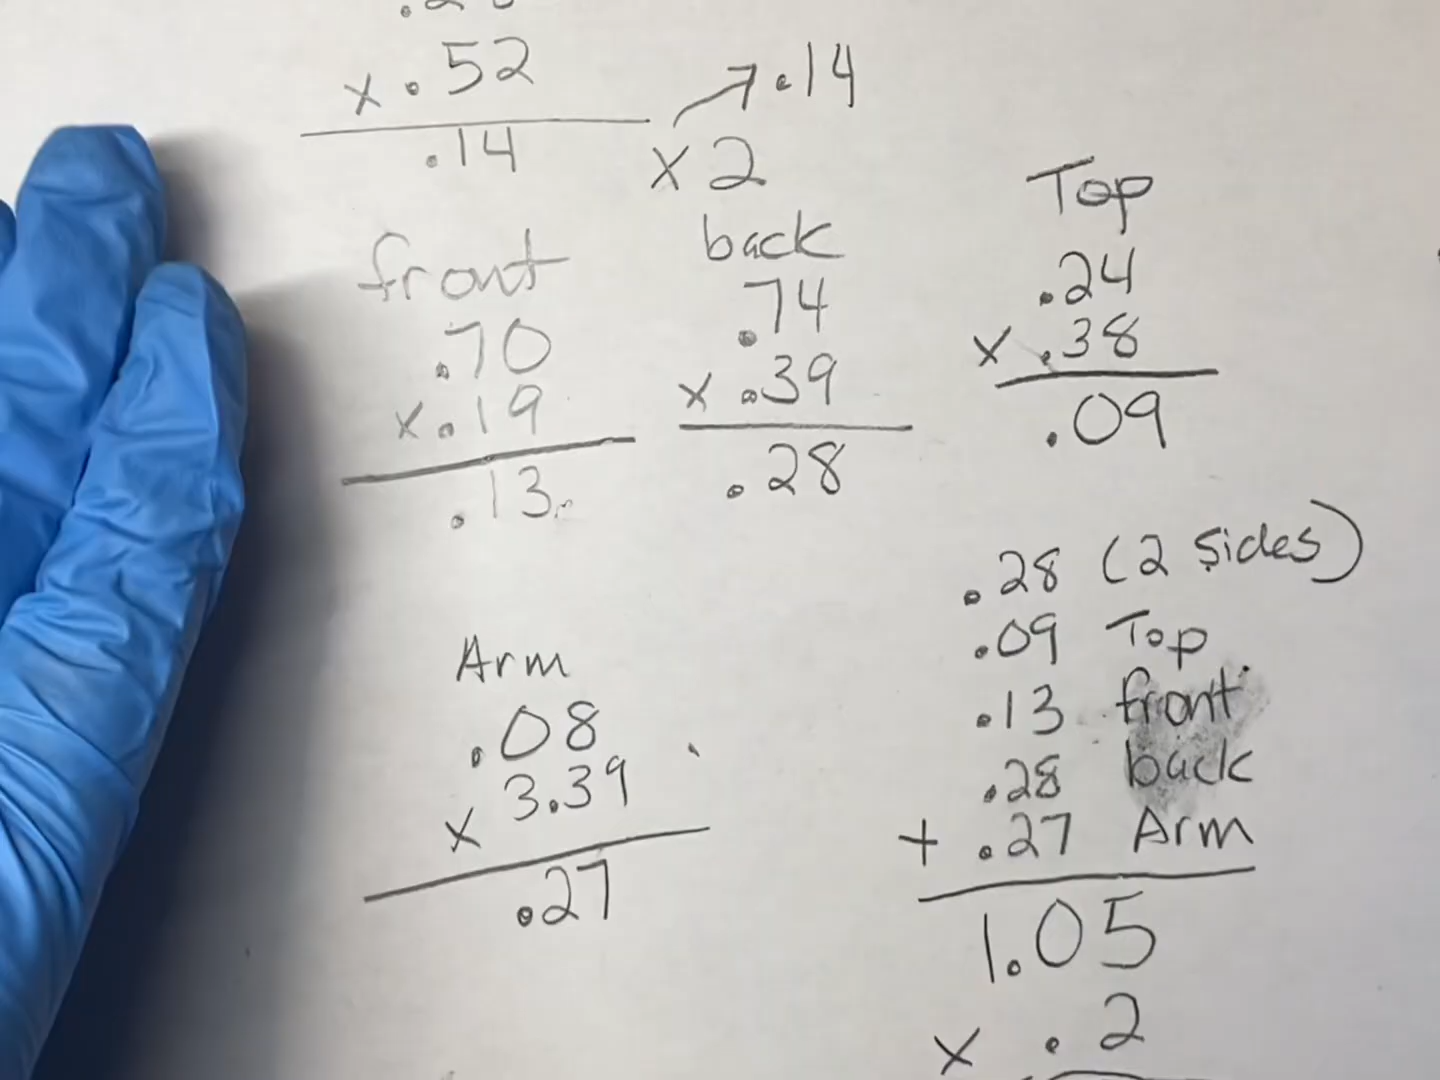 x .52
.14
.14
x 2
front
.70
x .19
.13
back
.74
x .39
.28
Top
.24
x .38
.09
Arm
.08
x 3.39
.27
.28 (2 sides)
.09 Top
.13 front
.28 back
+ .27 Arm
1.05
x .2